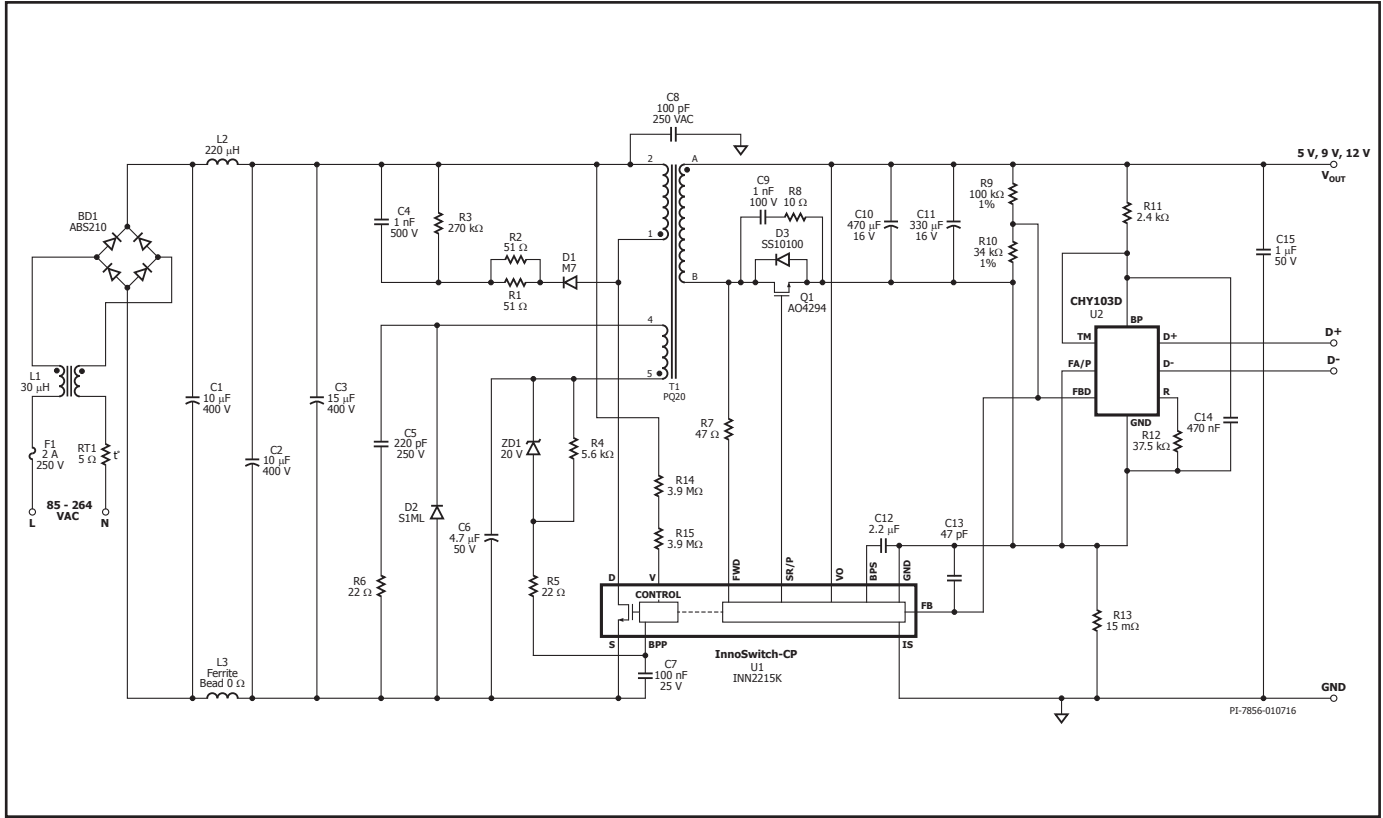 C8
100 pF
250 VAC
L2
220 µH
2
A
5 V, 9 V, 12 V
V_OUT
BD1
ABS210
C4
1 nF
500 V
R3
270 kΩ
R2
51 Ω
R1
51 Ω
D1
M7
1
C9
1 nF
100 V
R8
10 Ω
D3
SS10100
B
Q1
AO4294
C10
470 µF
16 V
C11
330 µF
16 V
R9
100 kΩ
1%
R10
34 kΩ
1%
R11
2.4 kΩ
C15
1 µF
50 V
CHY103D
U2
BP
TM
D+
FA/P
D-
FBD
R
GND
D+
D-
L1
30 µH
4
5
T1
PQ20
C1
10 µF
400 V
C3
15 µF
400 V
C2
10 µF
400 V
F1
2 A
250 V
RT1
5 Ω
t°
85 - 264
VAC
L
N
C5
220 pF
250 V
ZD1
20 V
R4
5.6 kΩ
R7
47 Ω
R12
37.5 kΩ
C14
470 nF
D2
S1ML
C6
4.7 µF
50 V
R14
3.9 MΩ
R15
3.9 MΩ
C12
2.2 µF
C13
47 pF
R6
22 Ω
R5
22 Ω
D
V
FWD
SR/P
VO
BPS
GND
CONTROL
FB
R13
15 mΩ
S
BPP
IS
InnoSwitch-CP
U1
INN2215K
C7
100 nF
25 V
L3
Ferrite
Bead 0 Ω
GND
PI-7856-010716